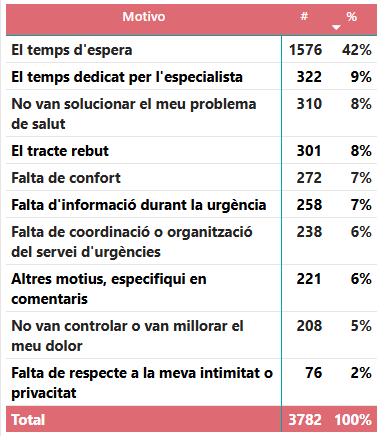 Motivo # %
El temps d'espera 1576 42%
El temps dedicat per l'especialista 322 9%
No van solucionar el meu problema
de salut 310 8%
El tracte rebut 301 8%
Falta de confort 272 7%
Falta d'informació durant la urgència 258 7%
Falta de coordinació o organització
del servei d'urgències 238 6%
Altres motius, especifiqui en
comentaris 221 6%
No van controlar o van millorar el
meu dolor 208 5%
Falta de respecte a la meva intimitat o
privacitat 76 2%
Total 3782 100%